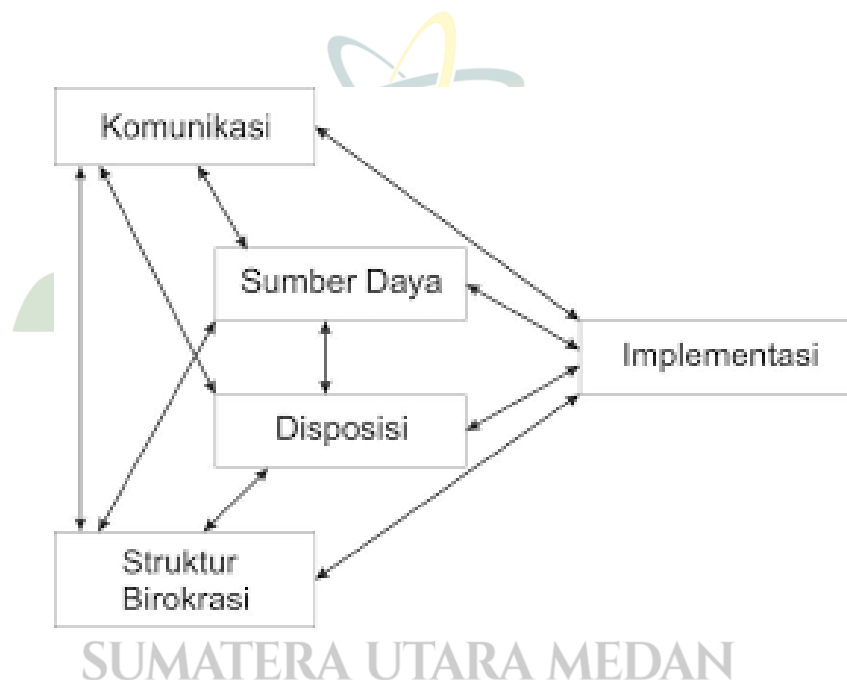 Komunikasi
Sumber Daya
Implementasi
Disposisi
Struktur
Birokrasi
SUMATERA UTARA MEDAN